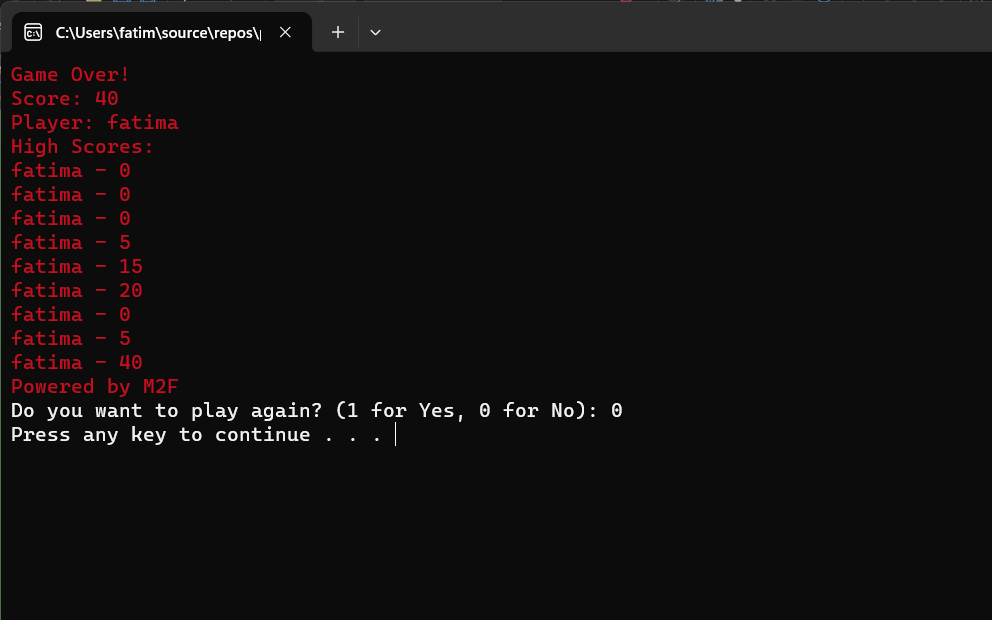 C:\Users\fatim\source\repos\
Game Over!
Score: 40
Player: fatima
High Scores:
fatima - 0
fatima - 0
fatima - 0
fatima - 5
fatima - 15
fatima - 20
fatima - 0
fatima - 5
fatima - 40
Powered by M2F
Do you want to play again? (1 for Yes, 0 for No): 0
Press any key to continue . . .